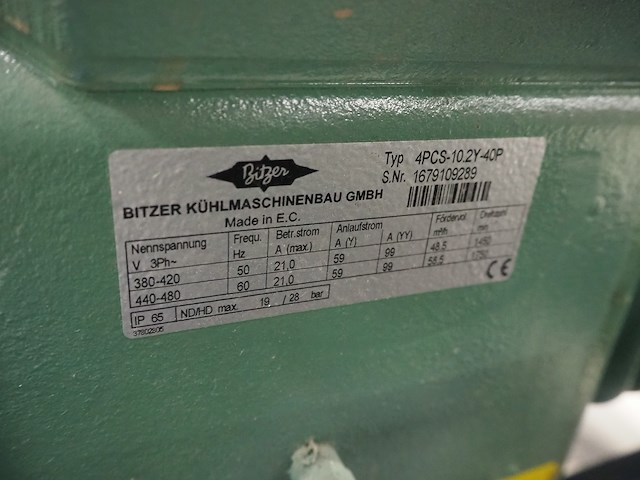 Bitzer
Typ 4PCS-10.2Y-40P
S.Nr. 1679109289
BITZER KÜHLMASCHINENBAU GMBH
Made in E.C.
Nennspannung Frequ. Betr.strom Anlaufstrom Fördervol Drehzahl
V 3Ph~ Hz A (max.) A (Y) A (YY) m³/h min
380-420 50 21,0 59 99 48,5 1450
440-480 60 21,0 59 99 58,5 1750
IP 65 ND/HD max. 19 / 28 bar
CE